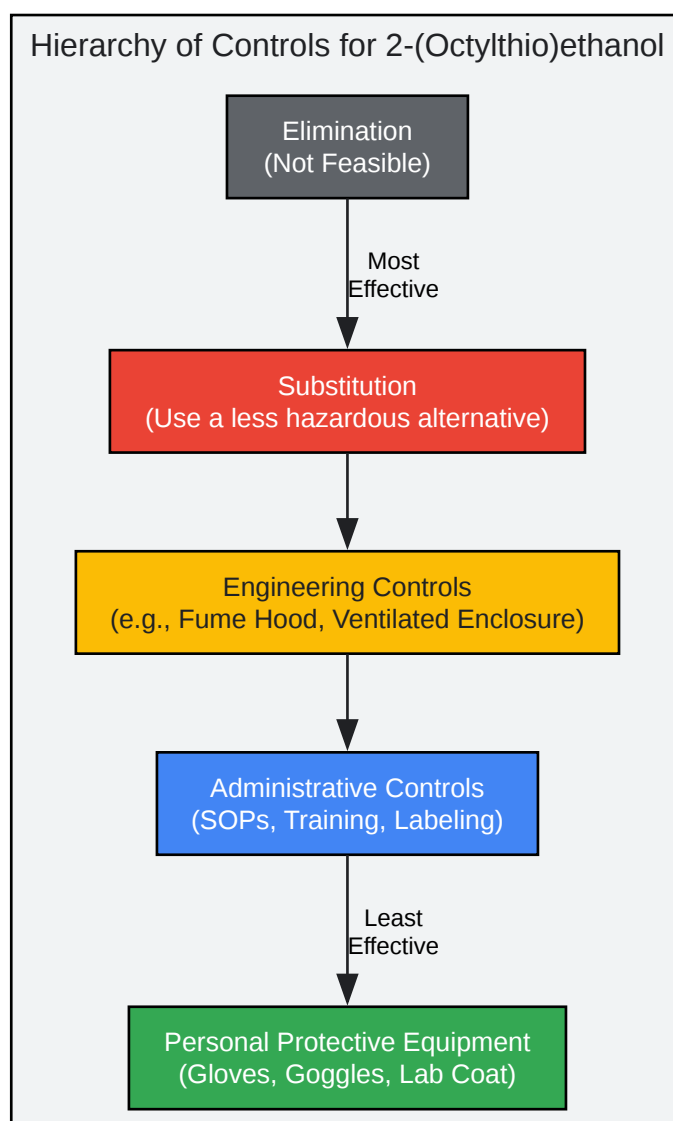 Hierarchy of Controls for 2-(Octylthio)ethanol
Elimination
(Not Feasible)
Most
Effective
Substitution
(Use a less hazardous alternative)
Engineering Controls
(e.g., Fume Hood, Ventilated Enclosure)
Administrative Controls
(SOPs, Training, Labeling)
Least
Effective
Personal Protective Equipment
(Gloves, Goggles, Lab Coat)